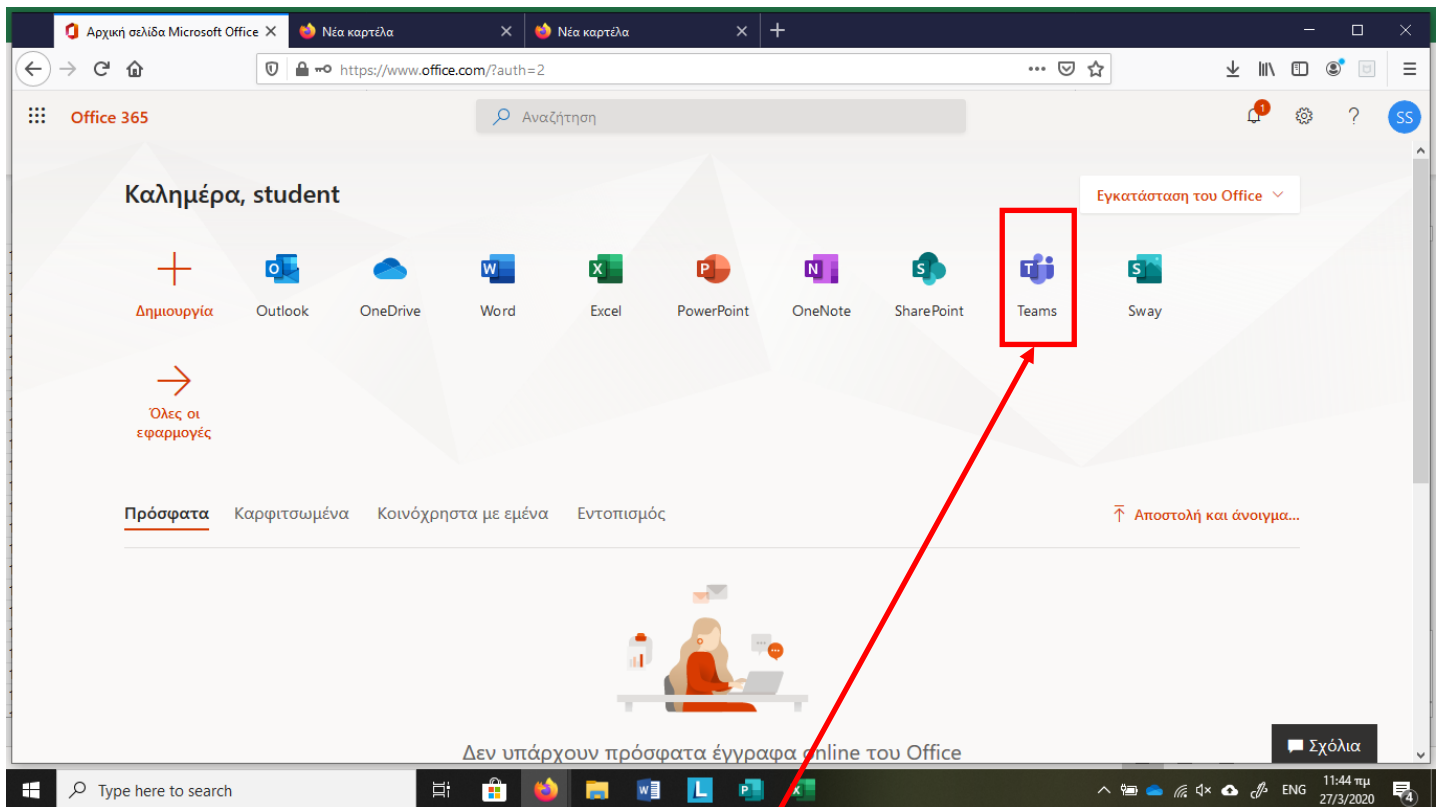 Αρχική σελίδα Microsoft Office
Νέα καρτέλα
Νέα καρτέλα
https://www.office.com/?auth=2
Office 365
Αναζήτηση
1
?
SS
Καλημέρα, student
Εγκατάσταση του Office
Δημιουργία
Outlook
OneDrive
Word
Excel
PowerPoint
OneNote
SharePoint
Teams
Sway
Όλες οι
εφαρμογές
Πρόσφατα
Καρφιτσωμένα
Κοινόχρηστα με εμένα
Εντοπισμός
Αποστολή και άνοιγμα...
Δεν υπάρχουν πρόσφατα έγγραφα online του Office
Σχόλια
Type here to search
ENG
11:44 πμ
27/3/2020
4